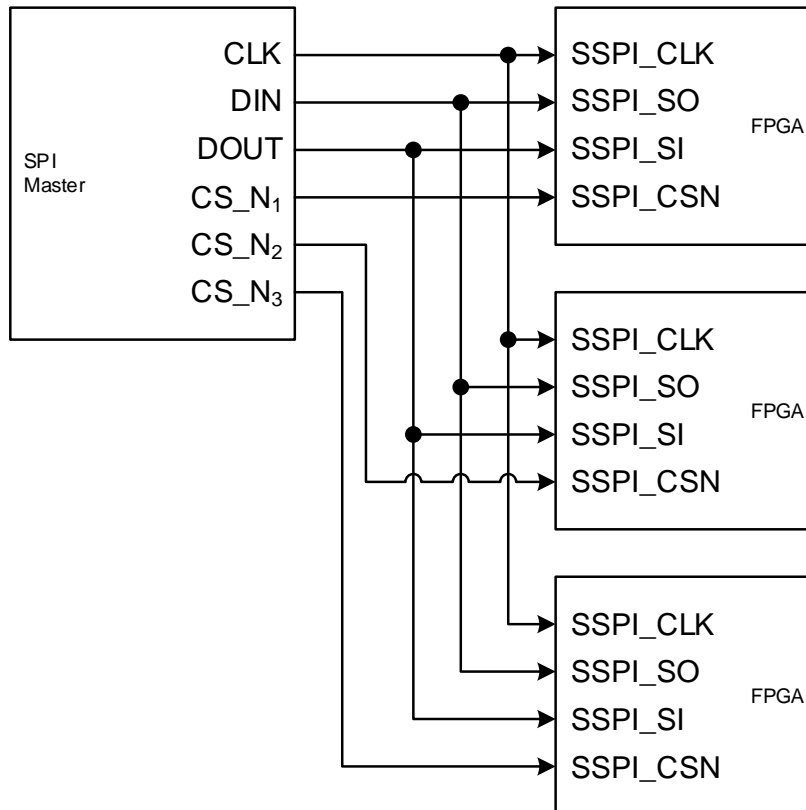 CLK
DIN
DOUT
SPI
Master
CS_N₁
CS_N₂
CS_N₃
SSPI_CLK
SSPI_SO
FPGA
SSPI_SI
SSPI_CSN
SSPI_CLK
SSPI_SO
FPGA
SSPI_SI
SSPI_CSN
SSPI_CLK
SSPI_SO
FPGA
SSPI_SI
SSPI_CSN